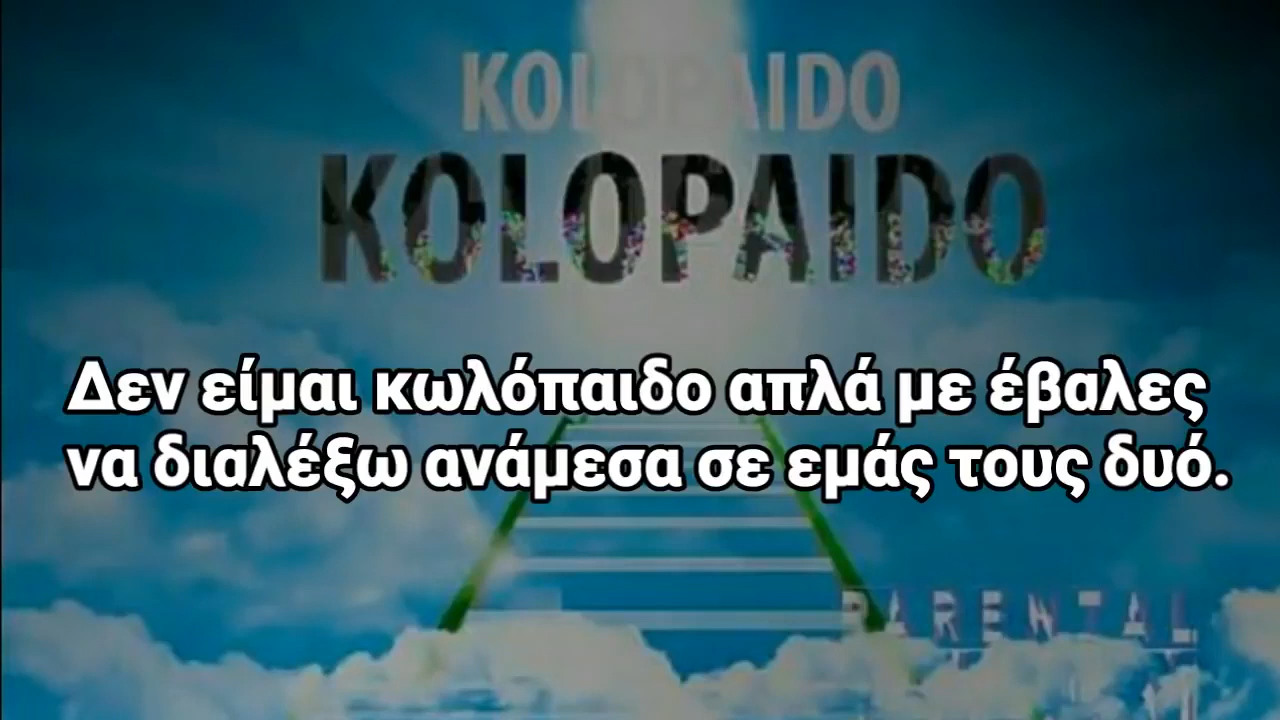 KOLOPAIDO
KOLOPAIDO
Δεν είμαι κωλόπαιδο απλά με έβαλες
να διαλέξω ανάμεσα σε εμάς τους δυό.
PARENTAL